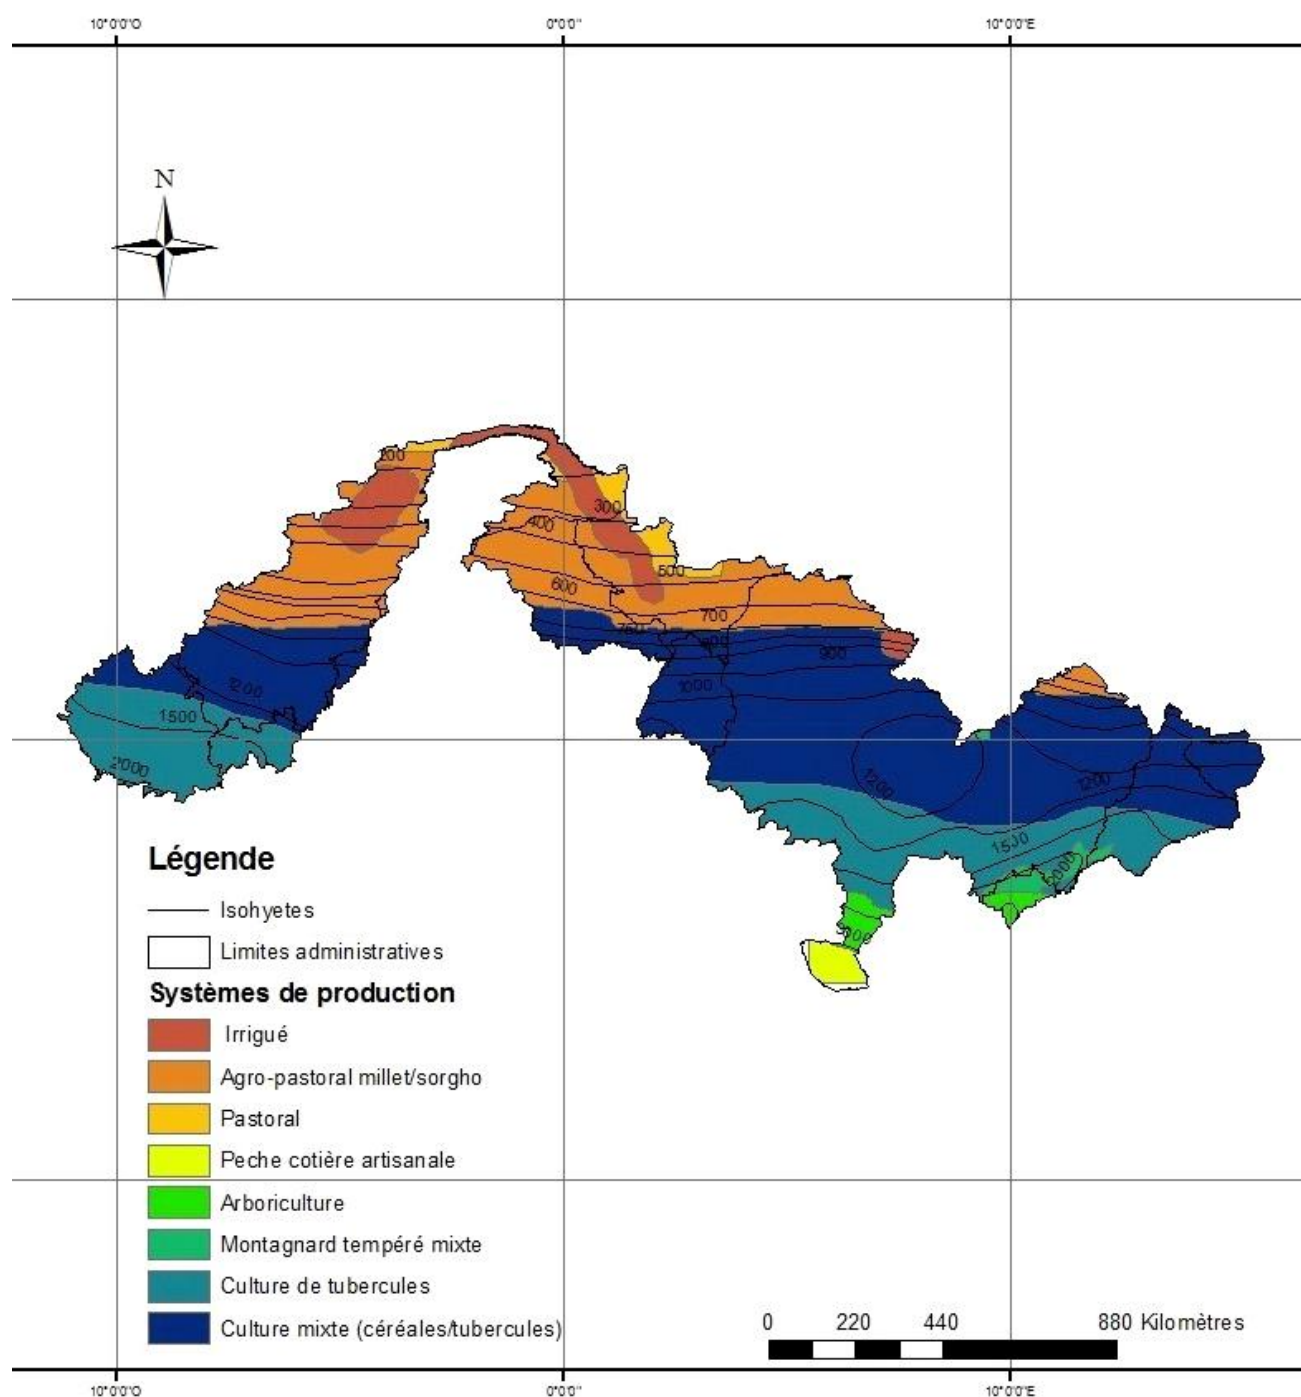 10°0'0"O 0°0'0" 10°0'0"E
N
200
300
400
500
600
700
750
800
900
1000
1200
1500
2000
1200
1200
1500
2000
3000
Légende
Isohyetes
Limites administratives
Systèmes de production
Irrigué
Agro-pastoral millet/sorgho
Pastoral
Peche cotière artisanale
Arboriculture
Montagnard tempéré mixte
Culture de tubercules
Culture mixte (céréales/tubercules)
0 220 440 880 Kilomètres
10°0'0"O 0°0'0" 10°0'0"E